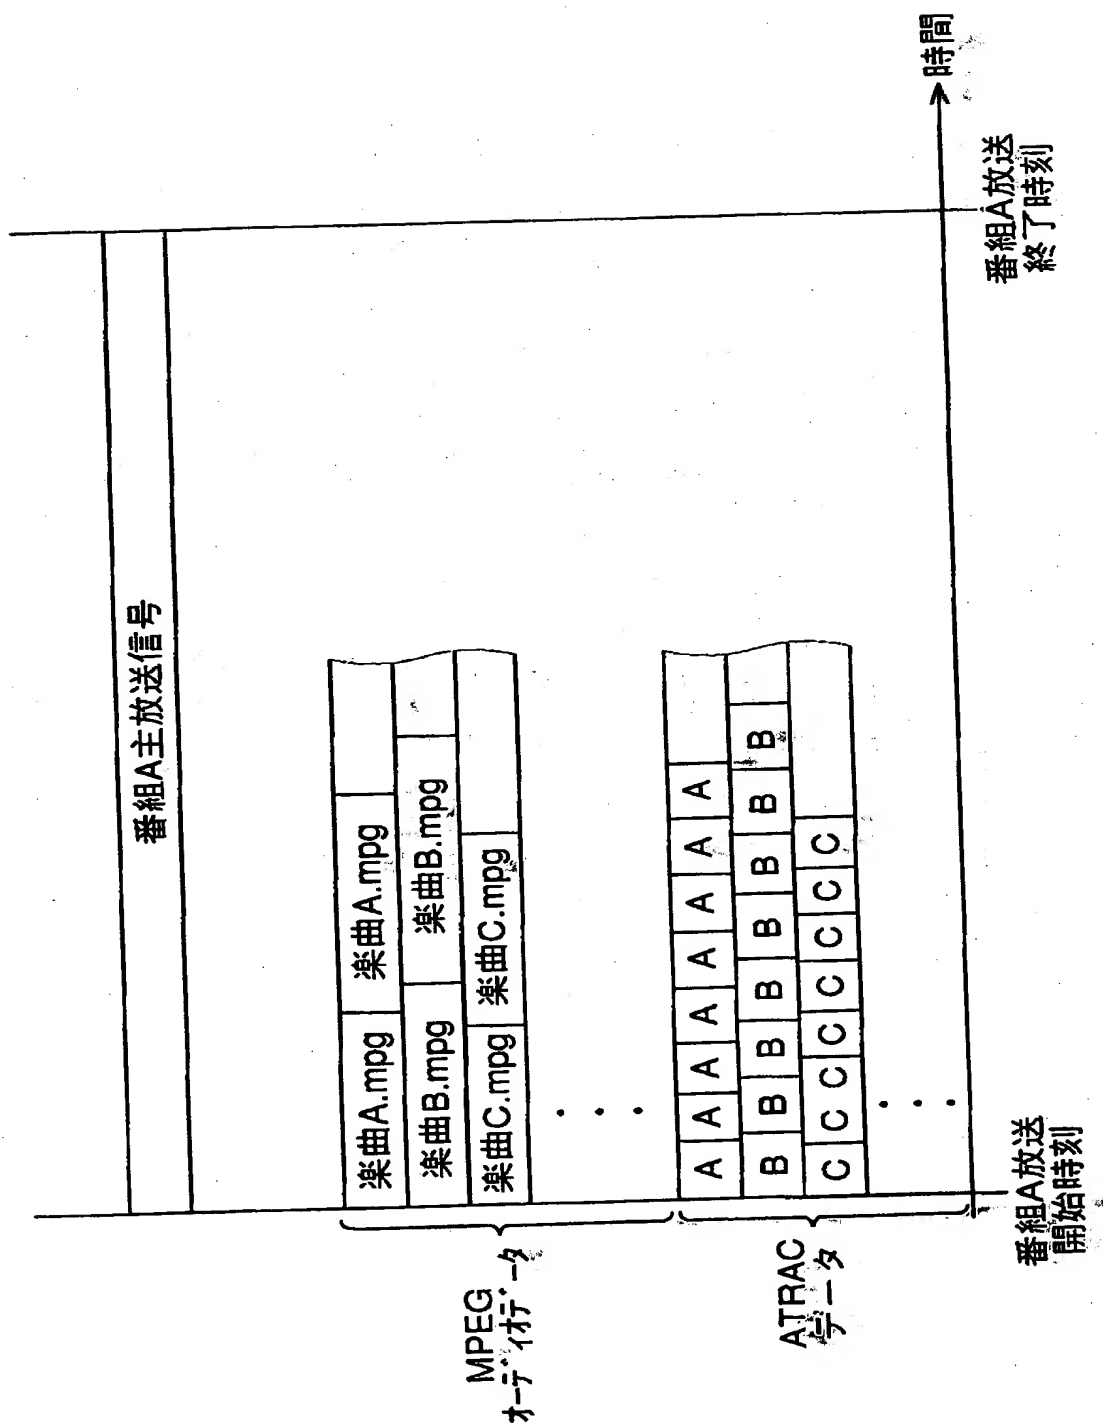 番組A主放送信号
MPEG
オーディオデータ
楽曲A.mpg 楽曲A.mpg
楽曲B.mpg 楽曲B.mpg
楽曲C.mpg 楽曲C.mpg
ATRAC
データ
A A A A A A A A
B B B B B B B B
C C C C C C C C
番組A放送
開始時刻
番組A放送
終了時刻
時間